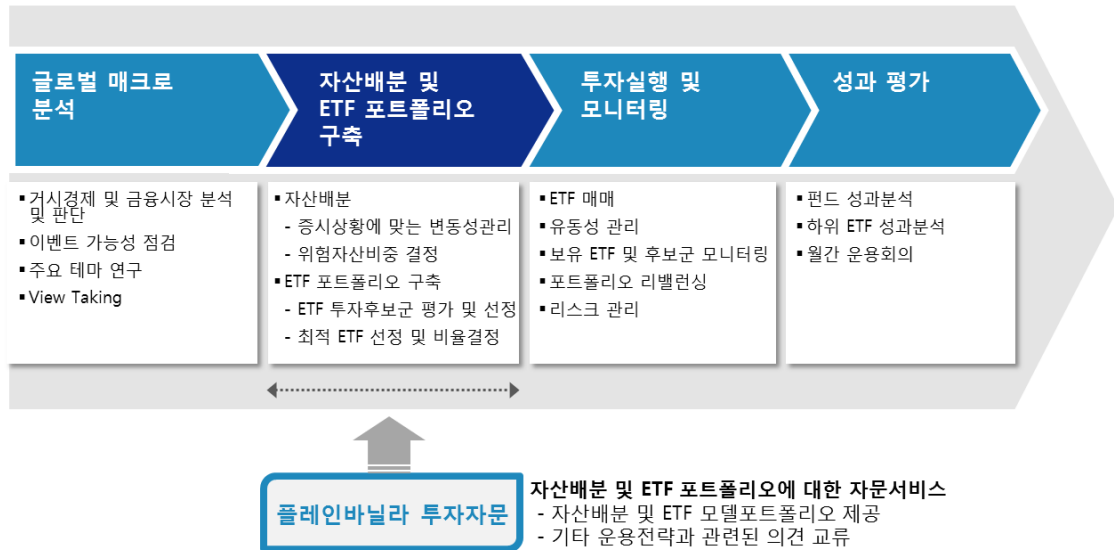 글로벌 매크로
분석
자산배분 및
ETF 포트폴리오
구축
투자실행 및
모니터링
성과 평가
▪거시경제 및 금융시장 분석
및 판단
▪이벤트 가능성 점검
▪주요 테마 연구
▪View Taking
▪자산배분
- 증시상황에 맞는 변동성관리
- 위험자산비중 결정
▪ETF 포트폴리오 구축
- ETF 투자후보군 평가 및 선정
- 최적 ETF 선정 및 비율결정
▪ETF 매매
▪유동성 관리
▪보유 ETF 및 후보군 모니터링
▪포트폴리오 리밸런싱
▪리스크 관리
▪펀드 성과분석
▪하위 ETF 성과분석
▪월간 운용회의
플레인바닐라 투자자문
자산배분 및 ETF 포트폴리오에 대한 자문서비스
- 자산배분 및 ETF 모델포트폴리오 제공
- 기타 운용전략과 관련된 의견 교류